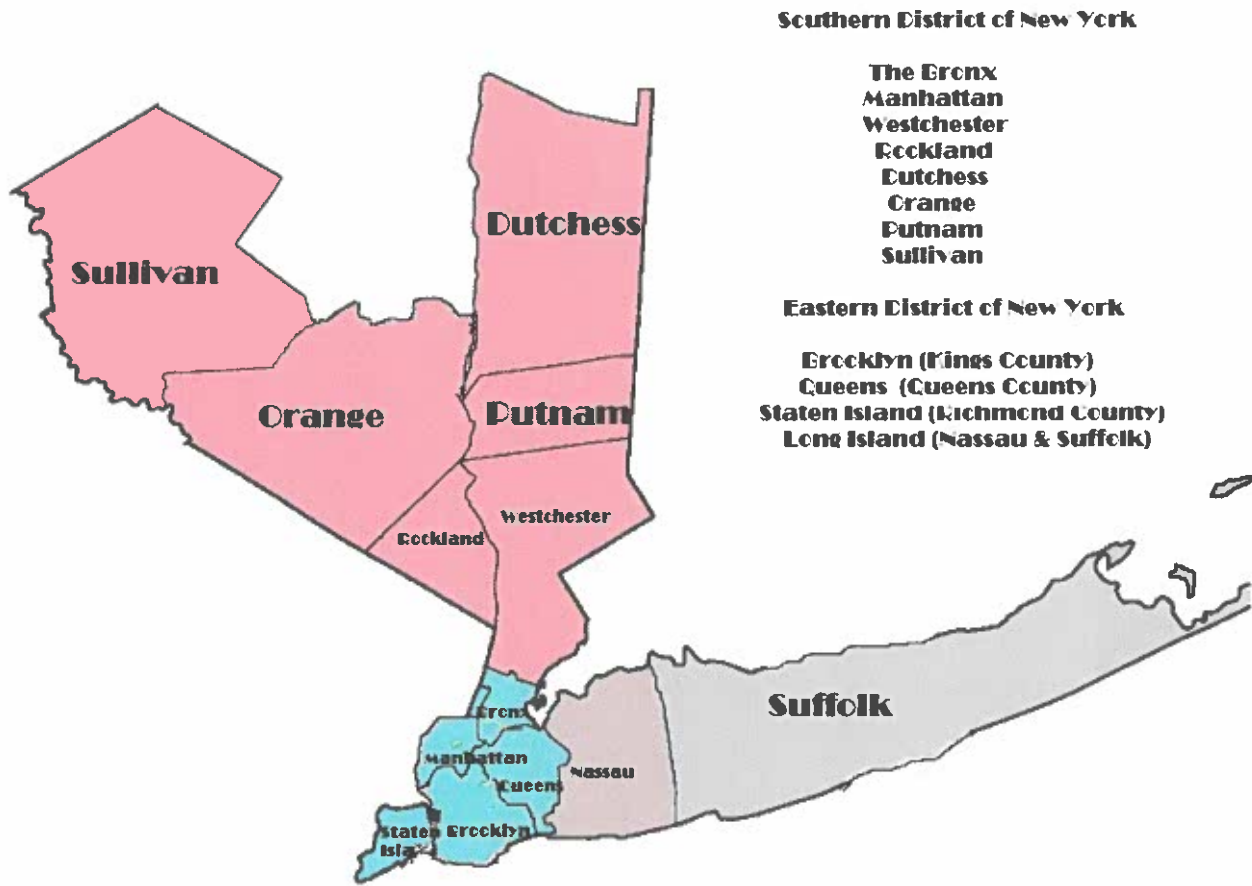 Southern District of New York
The Bronx
Manhattan
Westchester
Rockland
Dutchess
Orange
Putnam
Sullivan
Eastern District of New York
Brooklyn (Kings County)
Queens (Queens County)
Staten Island (Richmond County)
Long Island (Nassau & Suffolk)
Dutchess
Sullivan
Orange
Putnam
Westchester
Rockland
Suffolk
Bronx
Manhattan
Nassau
Queens
Staten
Isla
Brooklyn